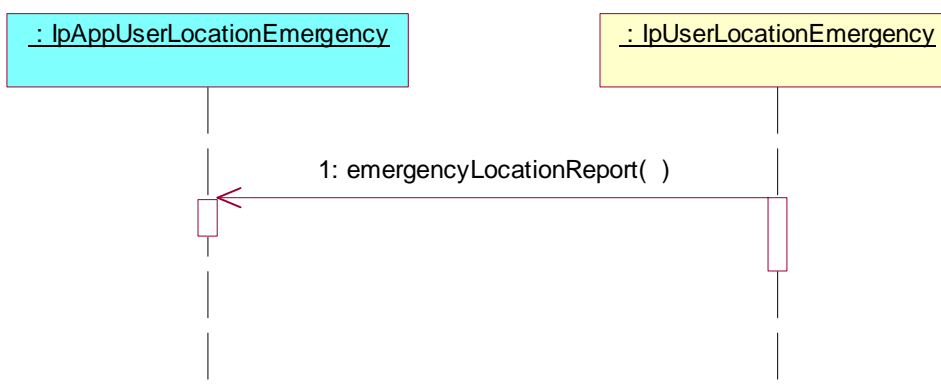 : IpAppUserLocationEmergency
: IpUserLocationEmergency
1: emergencyLocationReport( )